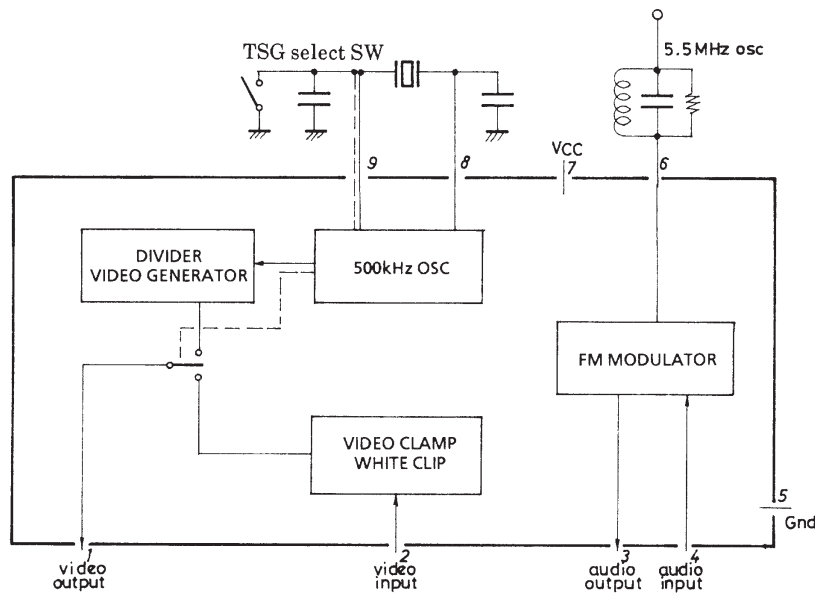 TSG select SW
5.5MHz osc
9
8
VCC
7
6
DIVIDER
VIDEO GENERATOR
500kHz OSC
FM MODULATOR
VIDEO CLAMP
WHITE CLIP
5
Gnd
1
video
output
2
video
input
3
audio
output
4
audio
input